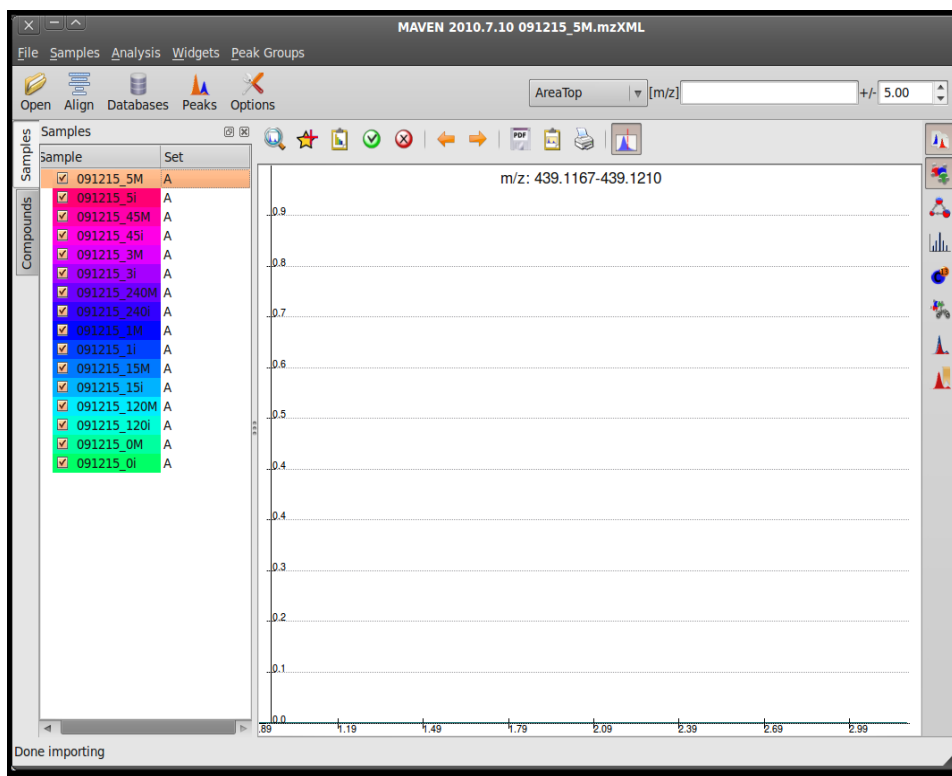 MAVEN 2010.7.10 091215_5M.mzXML
File Samples Analysis Widgets Peak Groups
Open Align Databases Peaks Options
AreaTop [m/z] +/- 5.00
Samples
Compounds
Samples
Sample Set
091215_5M A
091215_5i A
091215_45M A
091215_45i A
091215_3M A
091215_3i A
091215_240M A
091215_240i A
091215_1M A
091215_1i A
091215_15M A
091215_15i A
091215_120M A
091215_120i A
091215_0M A
091215_0i A
PDF
m/z: 439.1167-439.1210
0.9
0.8
0.7
0.6
0.5
0.4
0.4
0.3
0.2
0.1
0.0
.89 1.19 1.49 1.79 2.09 2.39 2.69 2.99
13
Done importing